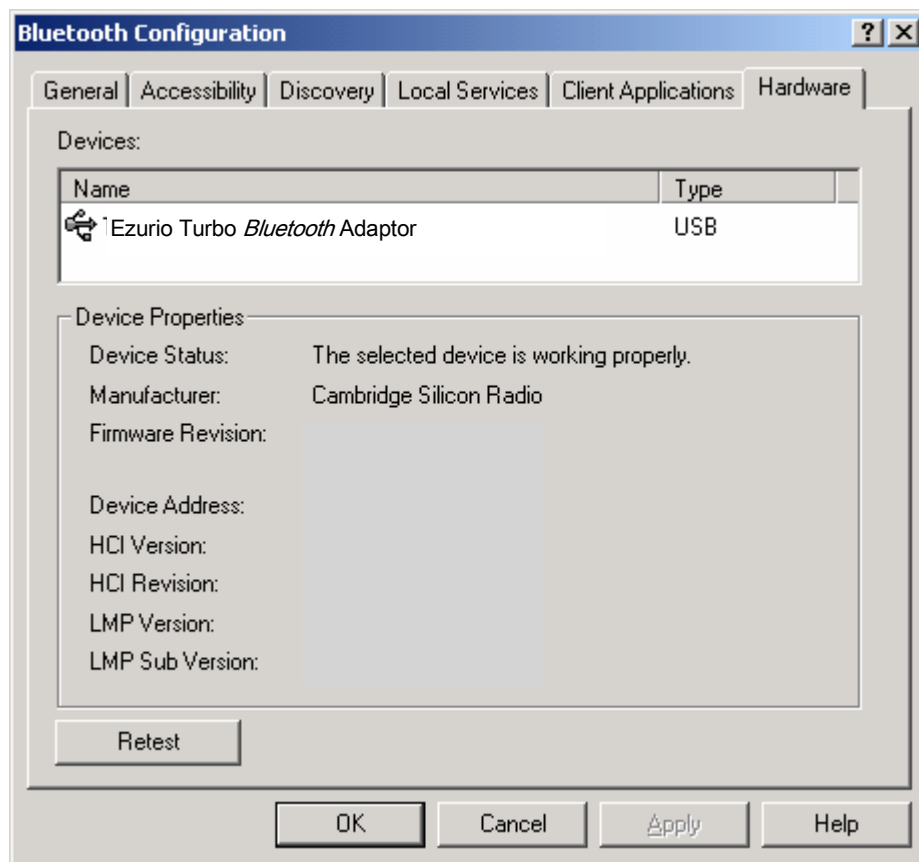 Bluetooth Configuration
General Accessibility Discovery Local Services Client Applications Hardware
Devices:
Name Type
Ezurio Turbo Bluetooth Adaptor USB
Device Properties
Device Status: The selected device is working properly.
Manufacturer: Cambridge Silicon Radio
Firmware Revision:
Device Address:
HCI Version:
HCI Revision:
LMP Version:
LMP Sub Version:
Retest
OK Cancel Apply Help